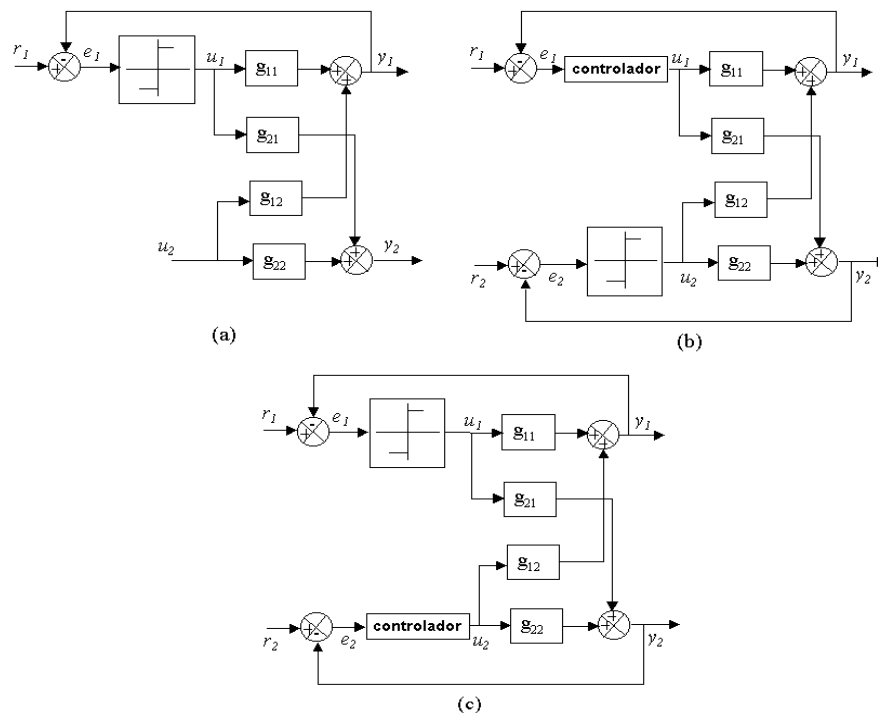 r1 e1 u1 g11 y1
g21
g12
u2 g22 y2
(a)
r1 e1 controlador u1 g11 y1
g21
g12
r2 e2 u2 g22 y2
(b)
r1 e1 u1 g11 y1
g21
g12
r2 e2 controlador u2 g22 y2
(c)